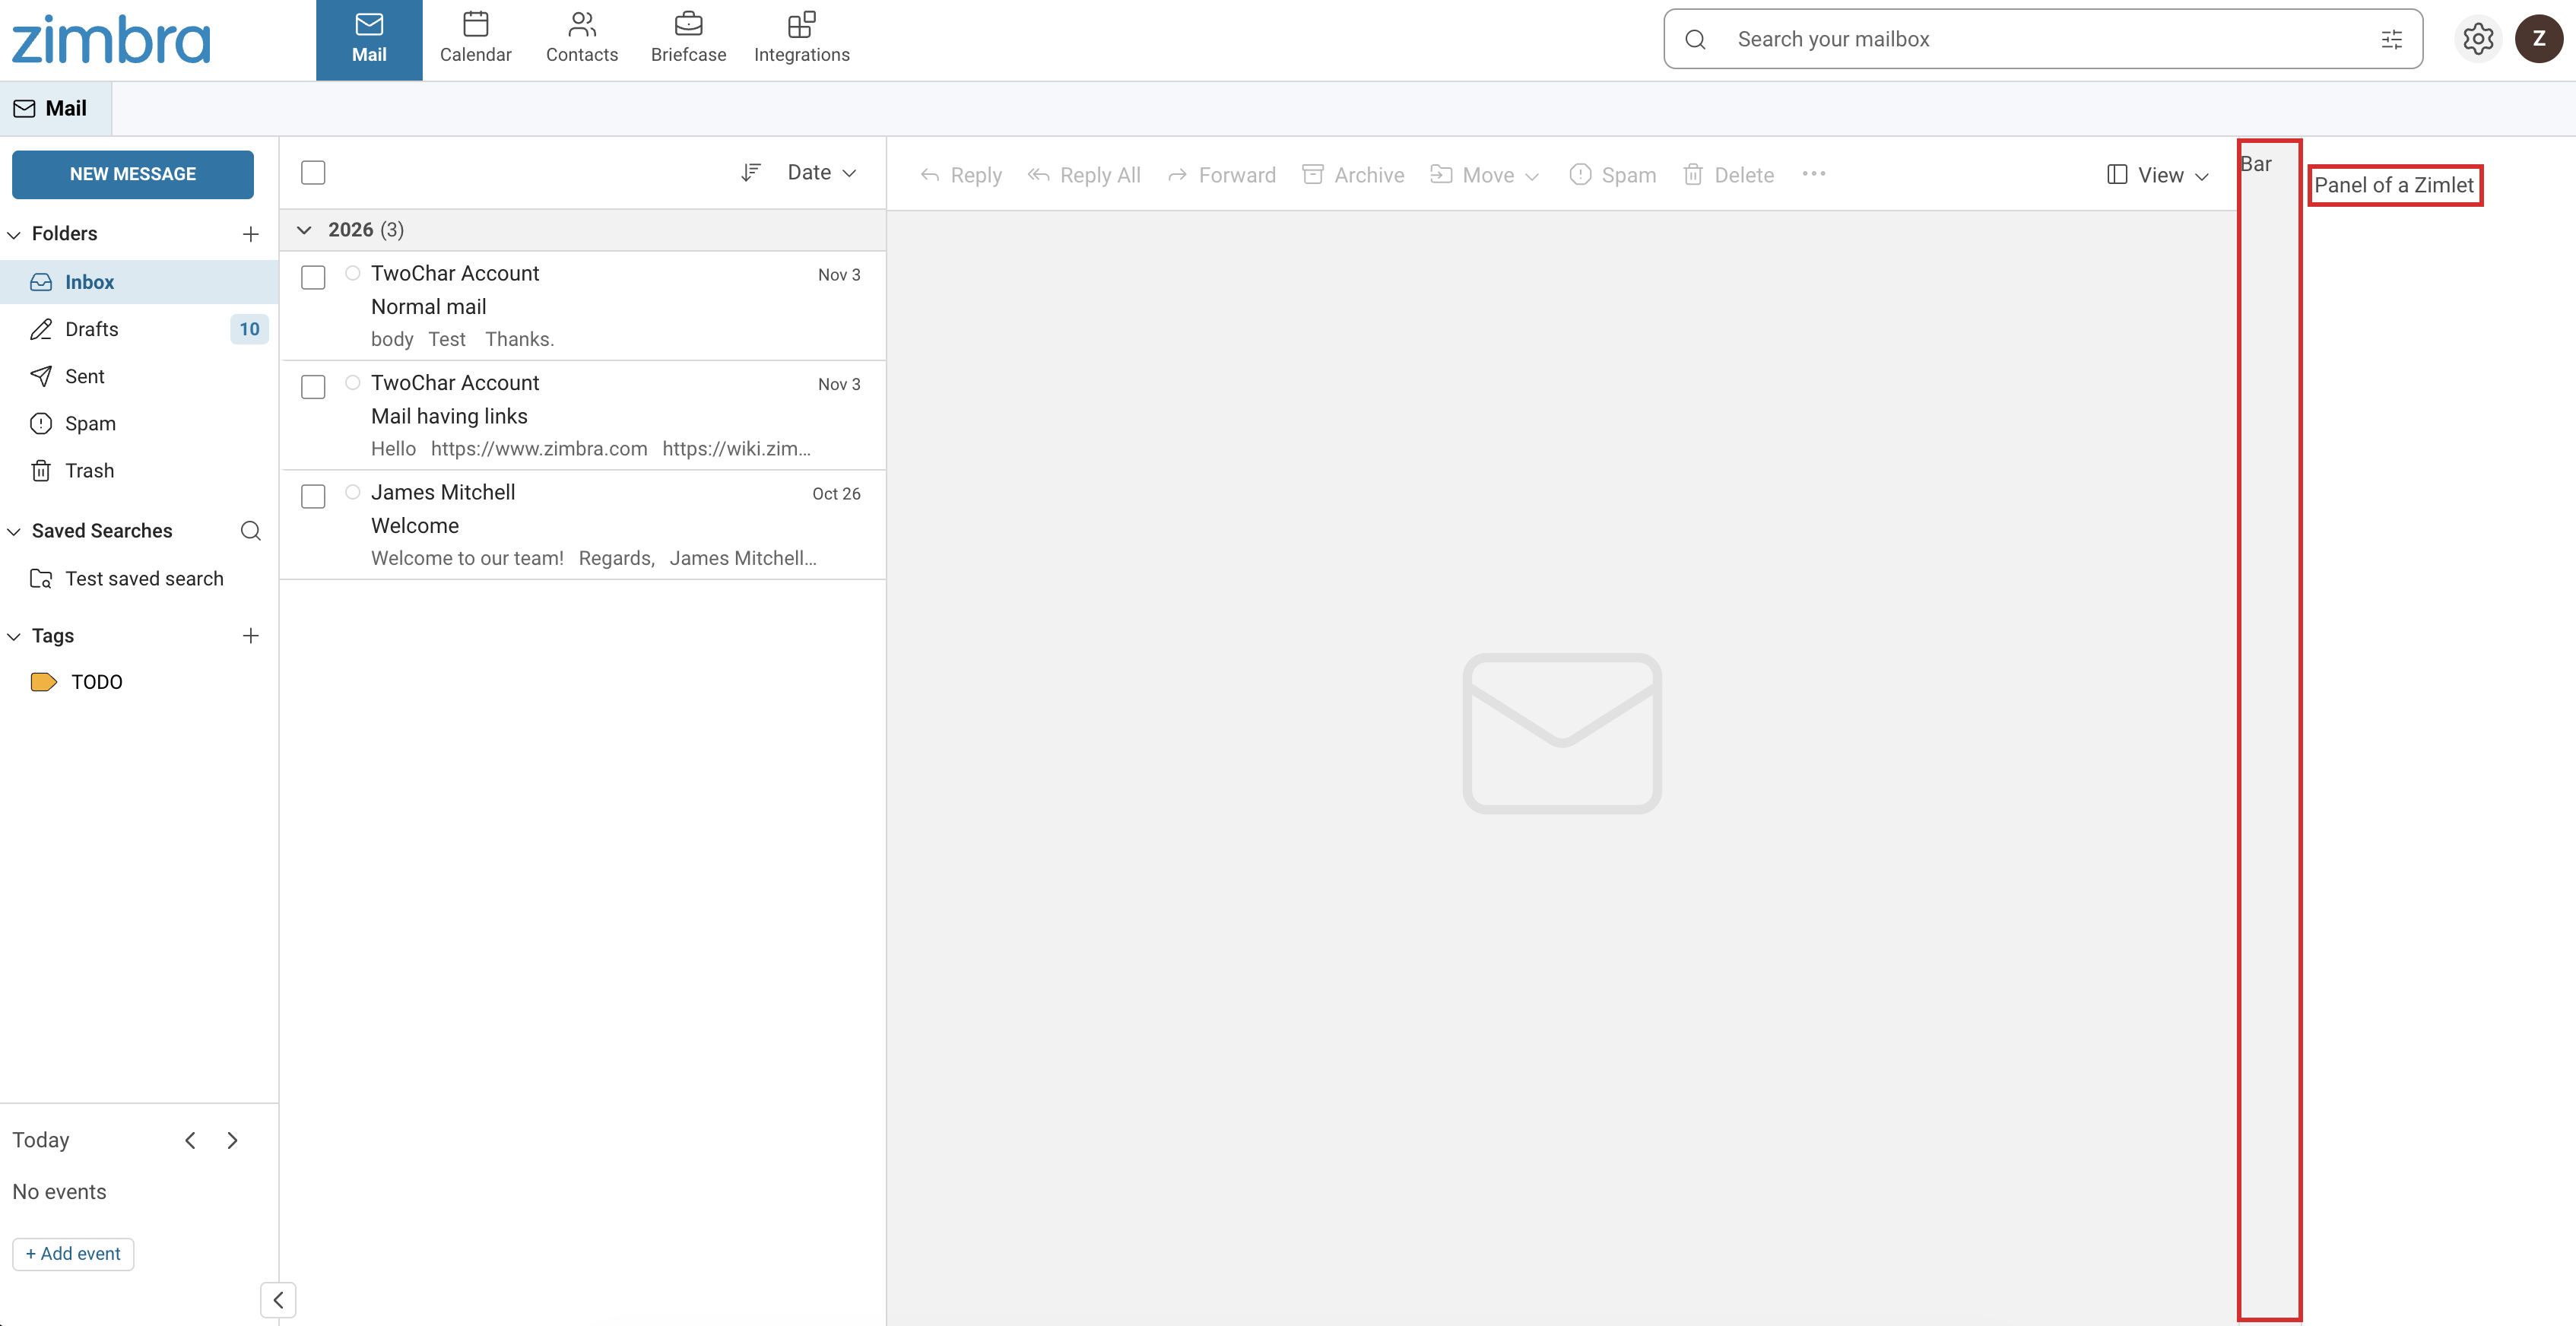 zimbra
Mail
Calendar
Contacts
Briefcase
Integrations
Search your mailbox
Z
Mail
NEW MESSAGE
Folders
Inbox
Drafts 10
Sent
Spam
Trash
Saved Searches
Test saved search
Tags
TODO
Today
No events
+ Add event
Date
2026 (3)
TwoChar Account Nov 3
Normal mail
body Test Thanks.
TwoChar Account Nov 3
Mail having links
Hello https://www.zimbra.com https://wiki.zim...
James Mitchell Oct 26
Welcome
Welcome to our team! Regards, James Mitchell...
Reply Reply All Forward Archive Move Spam Delete ... View
Bar
Panel of a Zimlet